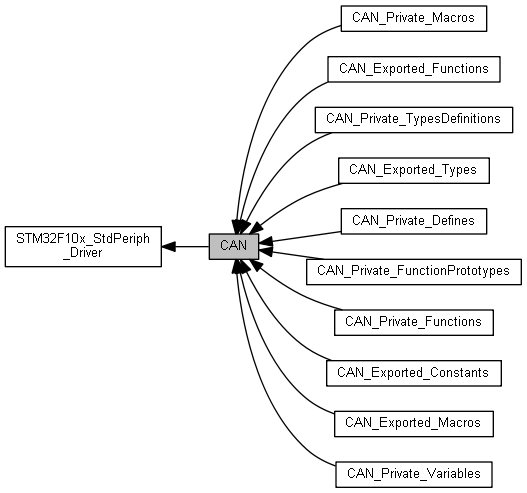 CAN_Private_Macros
CAN_Exported_Functions
CAN_Private_TypesDefinitions
CAN_Exported_Types
CAN_Private_Defines
STM32F10x_StdPeriph
_Driver
CAN
CAN_Private_FunctionPrototypes
CAN_Private_Functions
CAN_Exported_Constants
CAN_Exported_Macros
CAN_Private_Variables